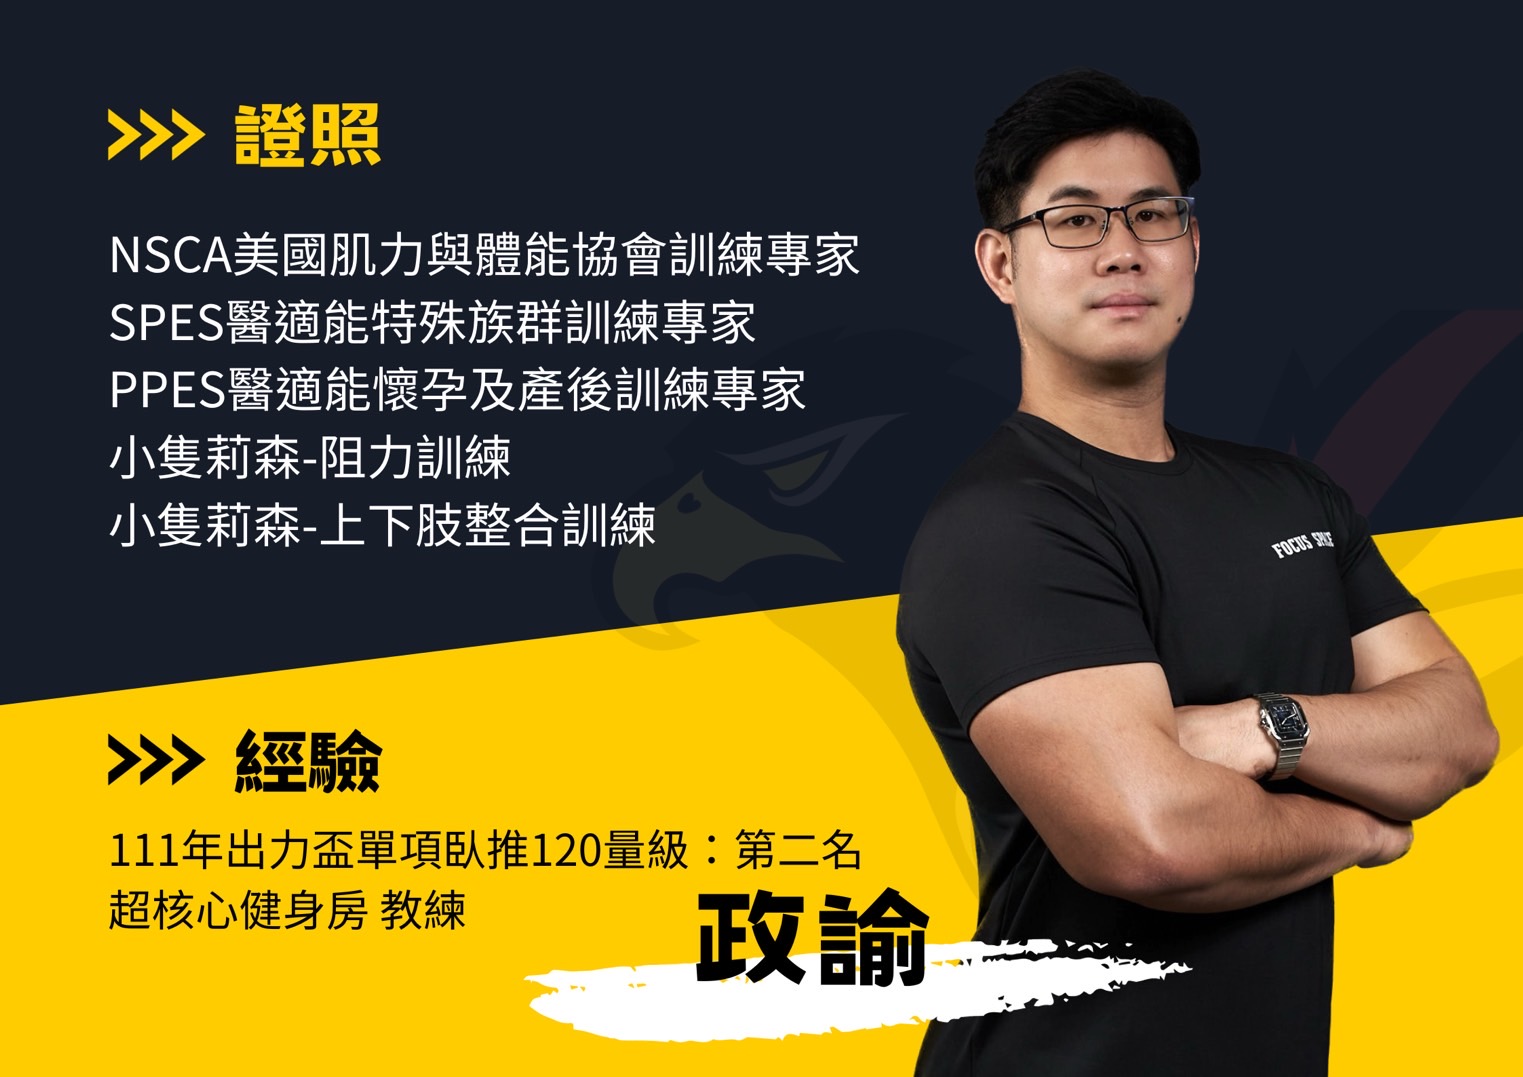 >>> 證照
NSCA美國肌力與體能協會訓練專家
SPES醫適能特殊族群訓練專家
PPES醫適能懷孕及產後訓練專家
小隻莉森-阻力訓練
小隻莉森-上下肢整合訓練
FOCUS SPACE
>>> 經驗
111年出力盃單項臥推120量級：第二名
超核心健身房 教練
政諭